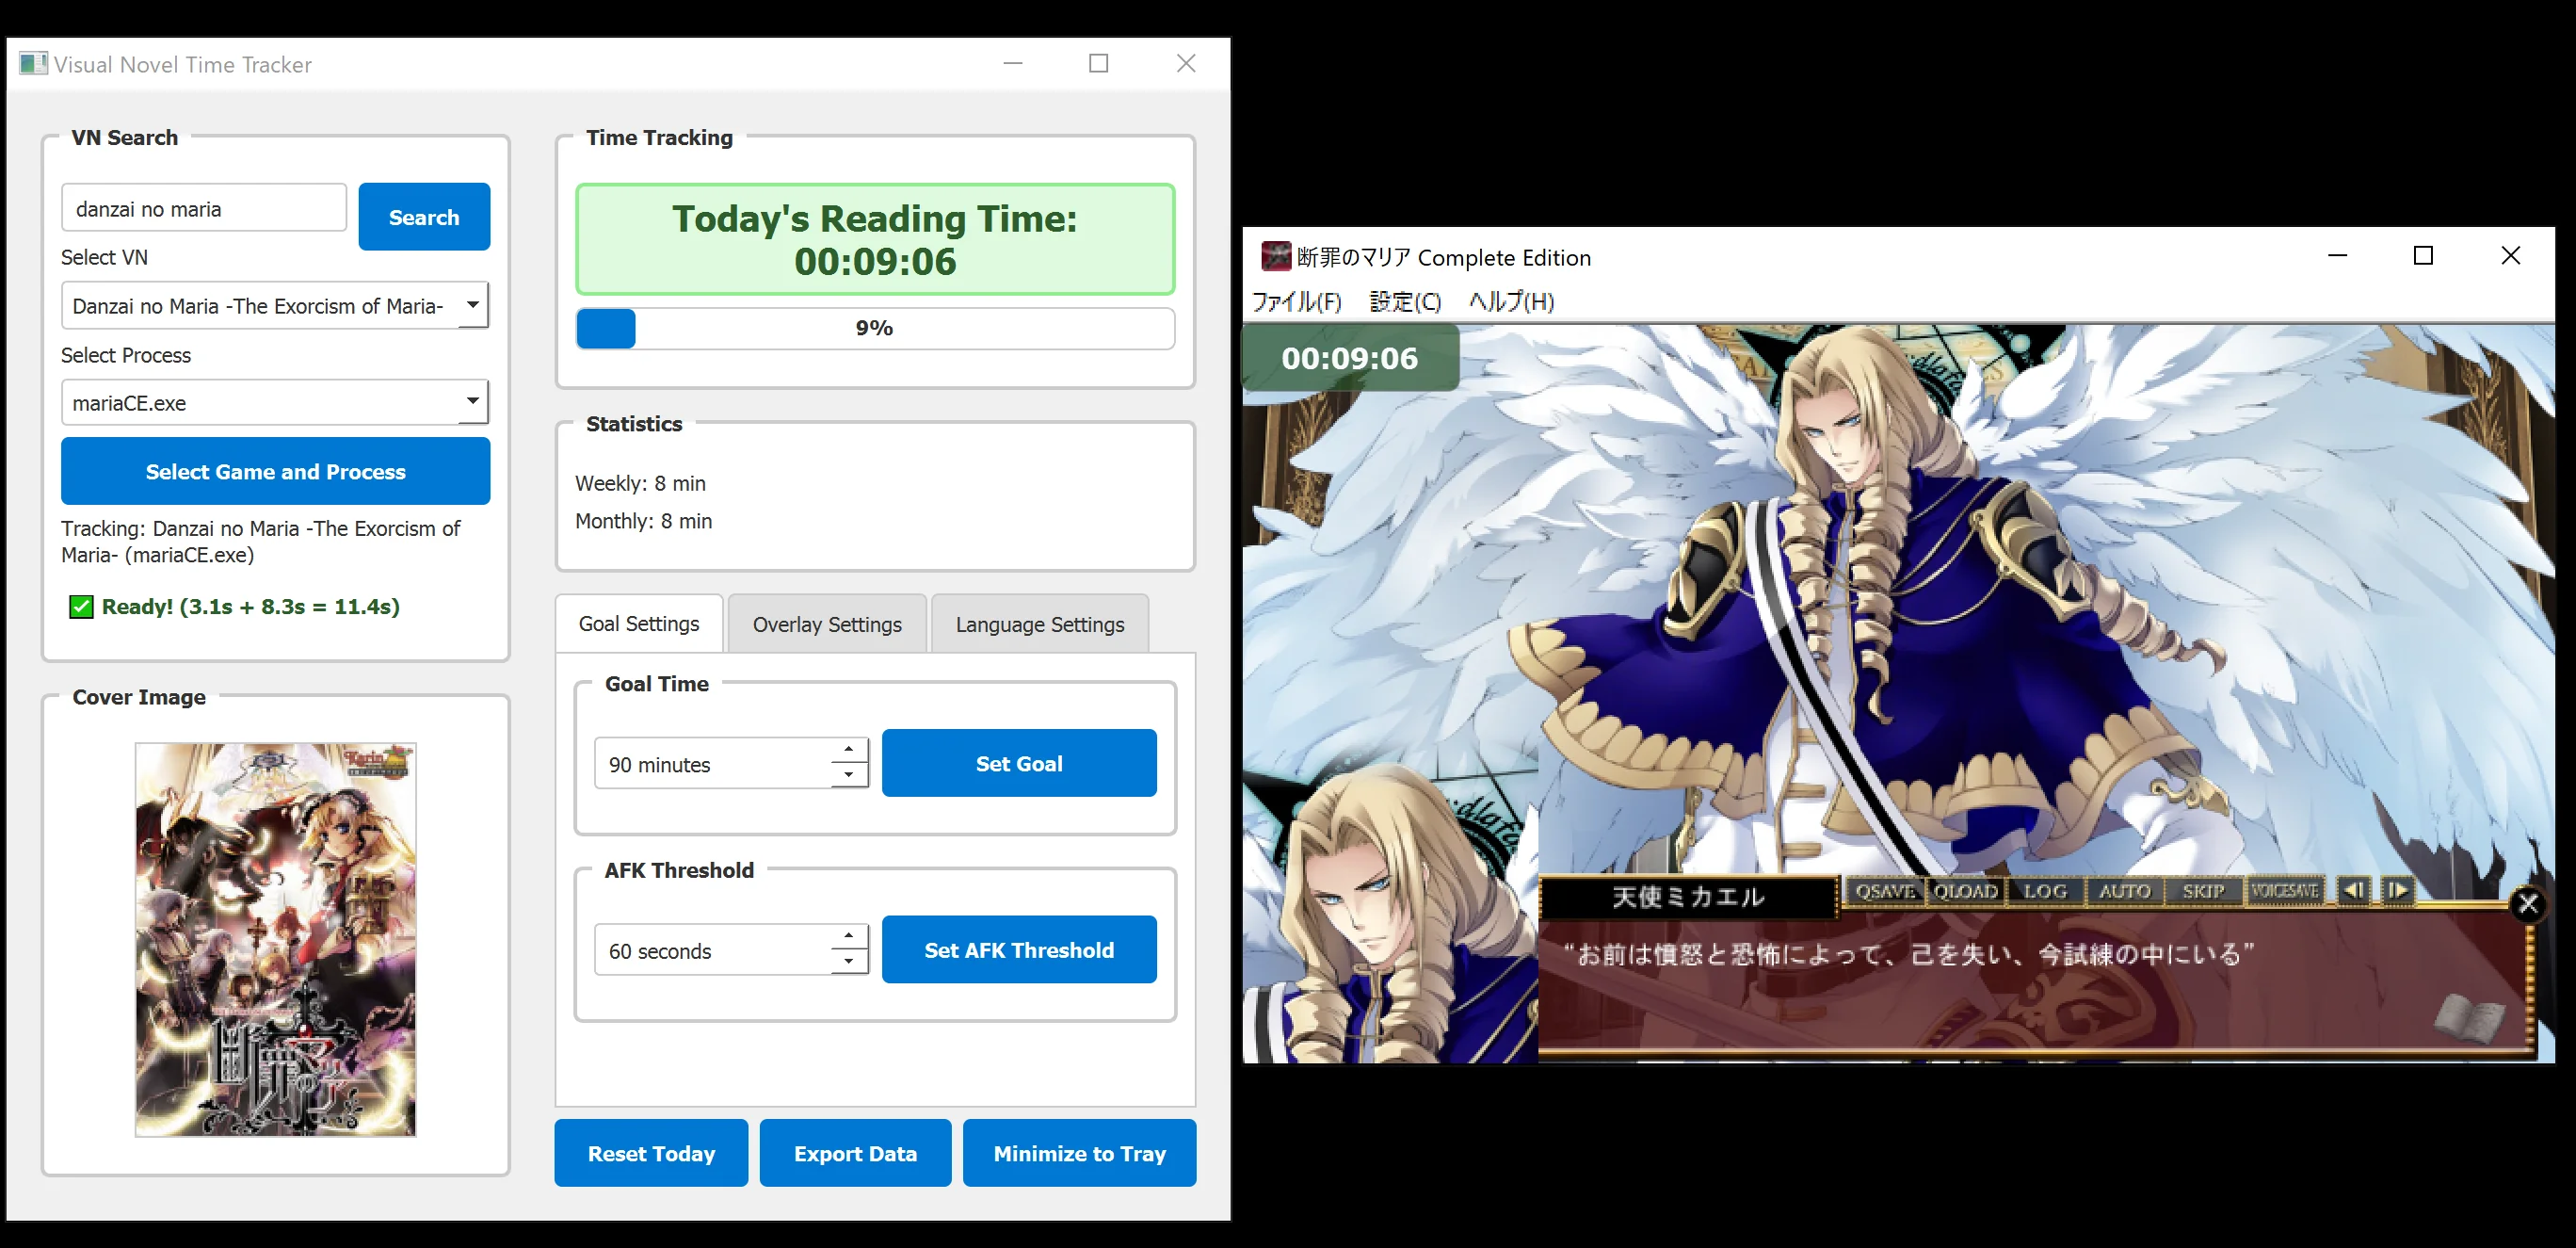 Visual Novel Time Tracker
VN Search
danzai no maria
Search
Select VN
Danzai no Maria -The Exorcism of Maria-
Select Process
mariaCE.exe
Select Game and Process
Tracking: Danzai no Maria -The Exorcism of
Maria- (mariaCE.exe)
Ready! (3.1s + 8.3s = 11.4s)
Cover Image
Karin
断罪のマリア
Time Tracking
Today's Reading Time:
00:09:06
9%
Statistics
Weekly: 8 min
Monthly: 8 min
Goal Settings
Overlay Settings
Language Settings
Goal Time
90 minutes
Set Goal
AFK Threshold
60 seconds
Set AFK Threshold
Reset Today
Export Data
Minimize to Tray
断罪のマリア Complete Edition
ファイル(F) 設定(C) ヘルプ(H)
00:09:06
天使ミカエル
QSAVE QLOAD LOG AUTO SKIP VOICESAVE
“お前は憤怒と恐怖によって、己を失い、今試練の中にいる”